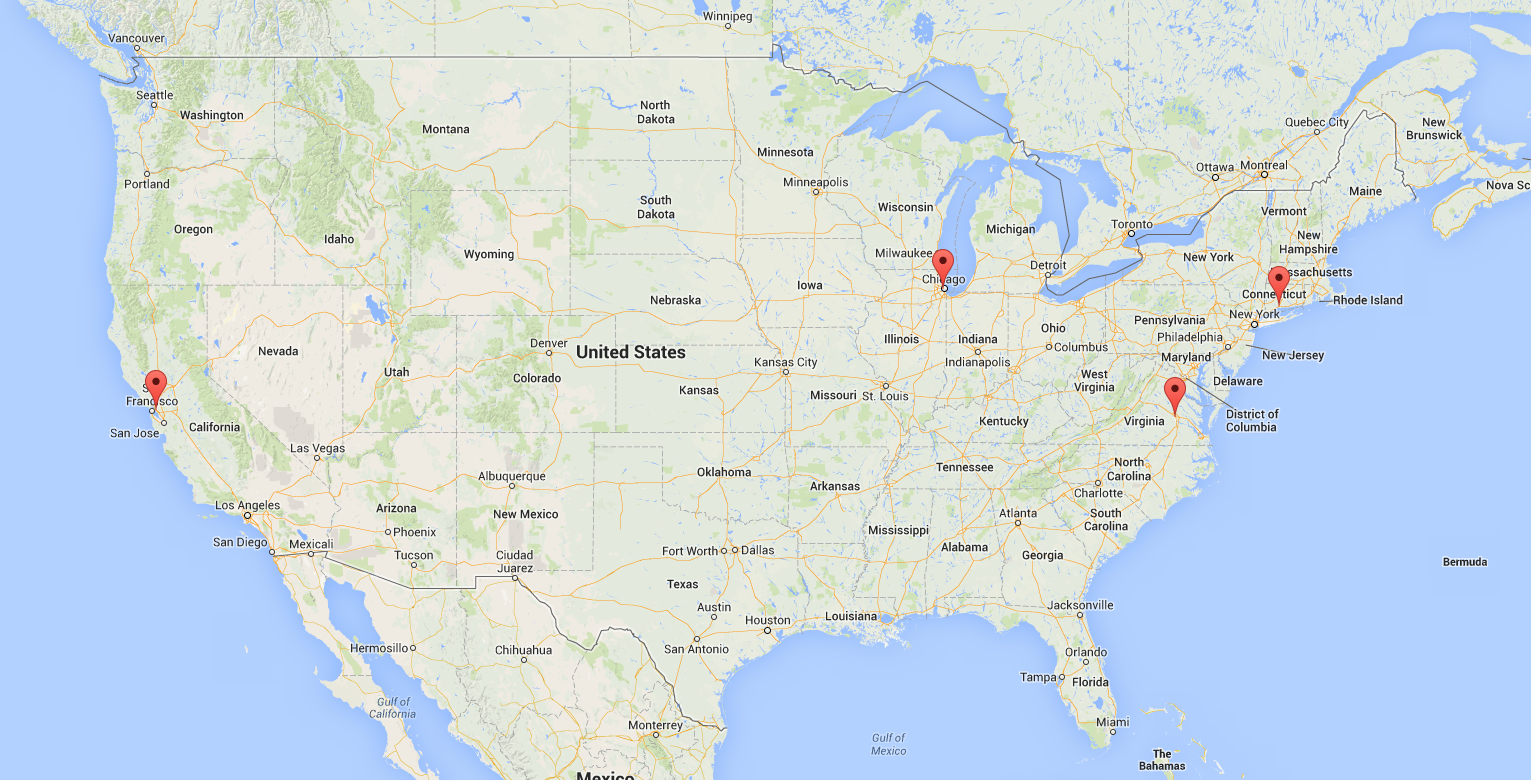 Winnipeg
Vancouver
Seattle
Washington
North
Dakota
Montana
Quebec City
New
Brunswick
Minnesota
Ottawa
Montreal
Portland
Minneapolis
Maine
Nova Sc
South
Dakota
Wisconsin
Vermont
Oregon
Idaho
Michigan
Toronto
New
Hampshire
Wyoming
Milwaukee
New York
Detroit
ssachusetts
Chicago
Iowa
Nebraska
Connecticut
Rhode Island
New York
Pennsylvania
Ohio
Illinois
Indiana
Philadelphia
Columbus
Denver
United States
Nevada
Indianapolis
Kansas City
Maryland
New Jersey
Utah
Colorado
West
Virginia
Delaware
Kansas
Missouri
St. Louis
S
Francisco
San Jose
California
Kentucky
Virginia
District of
Columbia
Las Vegas
Albuquerque
Oklahoma
Tennessee
North
Carolina
Arkansas
Charlotte
Los Angeles
Arizona
New Mexico
Atlanta
South
Carolina
Phoenix
Mississippi
San Diego
Mexicali
Tucson
Ciudad
Juarez
Fort Worth
Dallas
Alabama
Georgia
Bermuda
Texas
Austin
Houston
Louisiana
Jacksonville
Hermosillo
Chihuahua
San Antonio
Orlando
Tampa
Florida
Gulf of
California
Monterrey
Miami
Gulf of
Mexico
The
Bahamas
Mexico